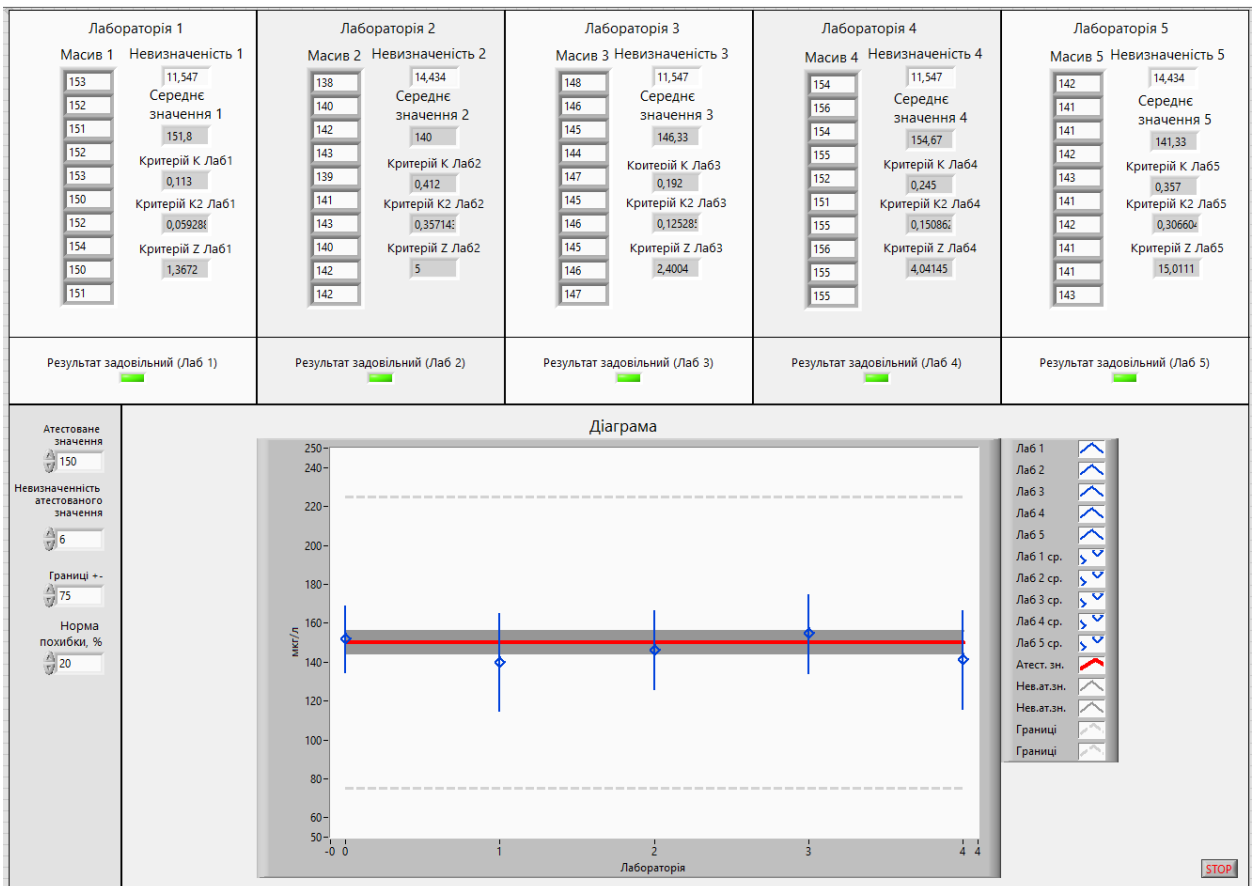 Лабораторія 1
Масив 1
Невизначеність 1
153
152
151
152
153
150
152
154
150
151
11,547
Середнє
значення 1
151,8
Критерій К Лаб1
0,113
Критерій К2 Лаб1
0,05928
Критерій Z Лаб1
1,3672
Лабораторія 2
Масив 2
Невизначеність 2
138
140
142
143
139
141
143
140
142
142
14,434
Середнє
значення 2
140
Критерій К Лаб2
0,412
Критерій К2 Лаб2
0,35714
Критерій Z Лаб2
5
Лабораторія 3
Масив 3
Невизначеність 3
148
146
145
144
147
145
146
145
146
147
11,547
Середнє
значення 3
146,33
Критерій К Лаб3
0,192
Критерій К2 Лаб3
0,12528
Критерій Z Лаб3
2,4004
Лабораторія 4
Масив 4
Невизначеність 4
154
156
154
155
152
151
155
156
155
155
11,547
Середнє
значення 4
154,67
Критерій К Лаб4
0,245
Критерій К2 Лаб4
0,15086
Критерій Z Лаб4
4,04145
Лабораторія 5
Масив 5
Невизначеність 5
142
141
141
142
143
141
142
141
141
143
14,434
Середнє
значення 5
141,33
Критерій К Лаб5
0,357
Критерій К2 Лаб5
0,30660
Критерій Z Лаб5
15,0111
Результат задовільний (Лаб 1)
Результат задовільний (Лаб 2)
Результат задовільний (Лаб 3)
Результат задовільний (Лаб 4)
Результат задовільний (Лаб 5)
Атестоване
значення
150
Невизначенність
атестованого
значення
6
Границі +-
75
Норма
похибки, %
20
Діаграма
250
240
220
200
180
160
140
120
100
80
60
50
мкг/л
-0 0 1 2 3 4 4
Лабораторія
Лаб 1
Лаб 2
Лаб 3
Лаб 4
Лаб 5
Лаб 1 ср.
Лаб 2 ср.
Лаб 3 ср.
Лаб 4 ср.
Лаб 5 ср.
Атест. зн.
Нев.ат.зн.
Нев.ат.зн.
Границі
Границі
STOP